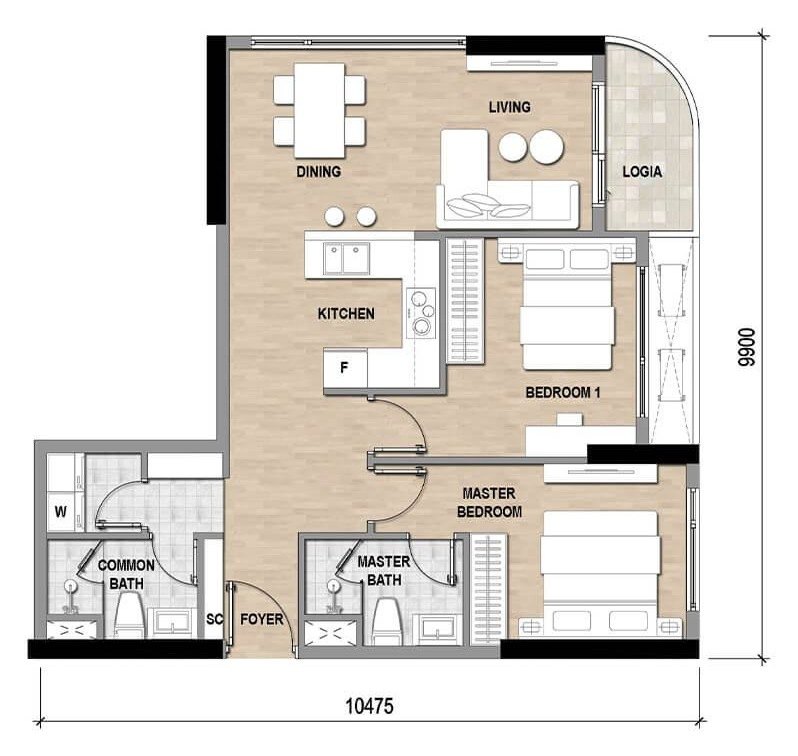 LIVING
DINING
LOGIA
KITCHEN
F
BEDROOM 1
9900
MASTER
BEDROOM
W
COMMON
BATH
MASTER
BATH
SC
FOYER
10475